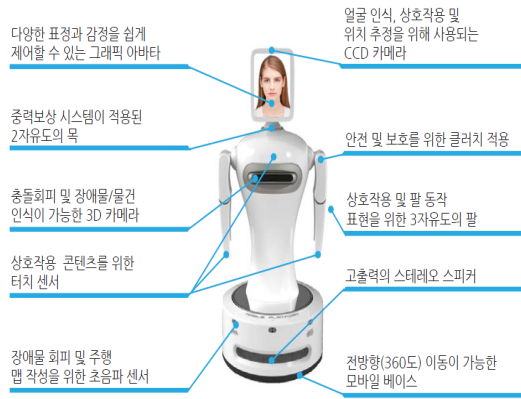 다양한 표정과 감정을 쉽게
제어할 수 있는 그래픽 아바타
중력보상 시스템이 적용된
2자유도의 목
충돌회피 및 장애물/물건
인식이 가능한 3D 카메라
상호작용 콘텐츠를 위한
터치 센서
장애물 회피 및 주행
맵 작성을 위한 초음파 센서
얼굴 인식, 상호작용 및
위치 추정을 위해 사용되는
CCD 카메라
안전 및 보호를 위한 클러치 적용
상호작용 및 팔 동작
표현을 위한 3자유도의 팔
고출력의 스테레오 스피커
전방향(360도) 이동이 가능한
모바일 베이스